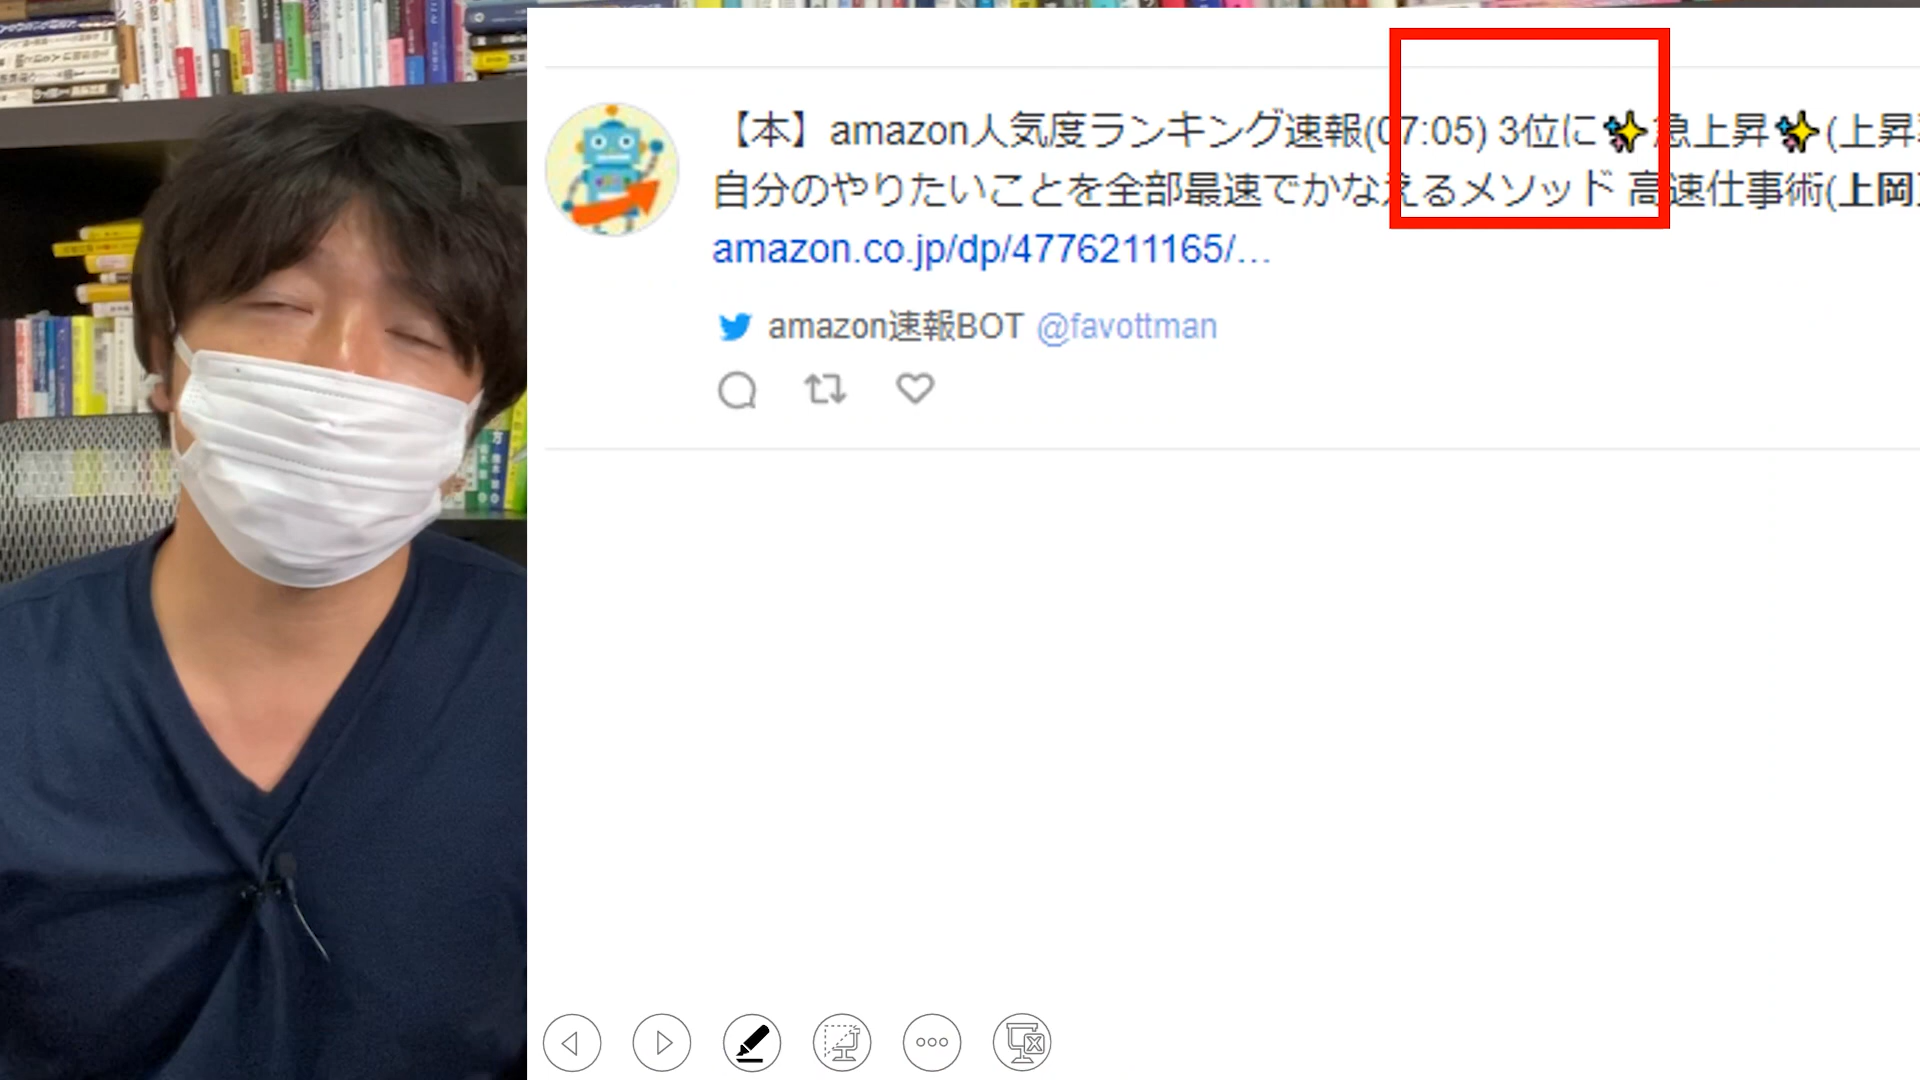 【本】amazon人気度ランキング速報(07:05) 3位に✨急上昇✨(上昇
自分のやりたいことを全部最速でかなえるメソッド 高速仕事術(上岡
amazon.co.jp/dp/4776211165/…
amazon速報BOT @favottman